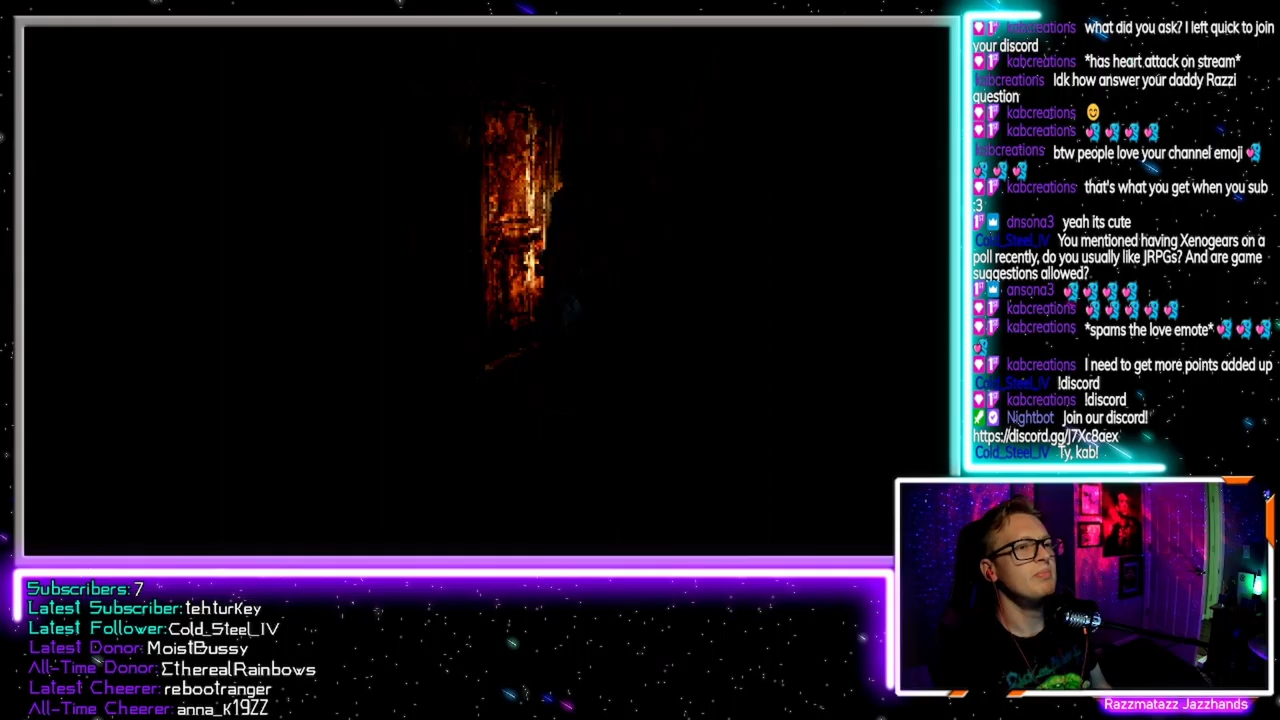 kabcreations what did you ask? I left quick to join
your discord
kabcreations *has heart attack on stream*
kabcreations Idk how answer your daddy Razzi
question
kabcreations
kabcreations
kabcreations btw people love your channel emoji
kabcreations that's what you get when you sub
:3
ansona3 yeah its cute
Cold_Steel_IV You mentioned having Xenogears on a
poll recently, do you usually like JRPGs? And are game
suggestions allowed?
ansona3
kabcreations
kabcreations *spams the love emote*
kabcreations I need to get more points added up
Cold_Steel_IV !discord
kabcreations !discord
Nightbot Join our discord!
https://discord.gg/J7Xc8aex
Cold_Steel_IV Ty, kab!
Subscribers: 7
Latest Subscriber: tehturkey
Latest Follower: Cold_Steel_IV
Latest Donor: MoistBussy
All-Time Donor: EtherealRainbows
Latest Cheerer: rebootranger
All-Time Cheerer: anna_k1922
Razzmatazz Jazzhands